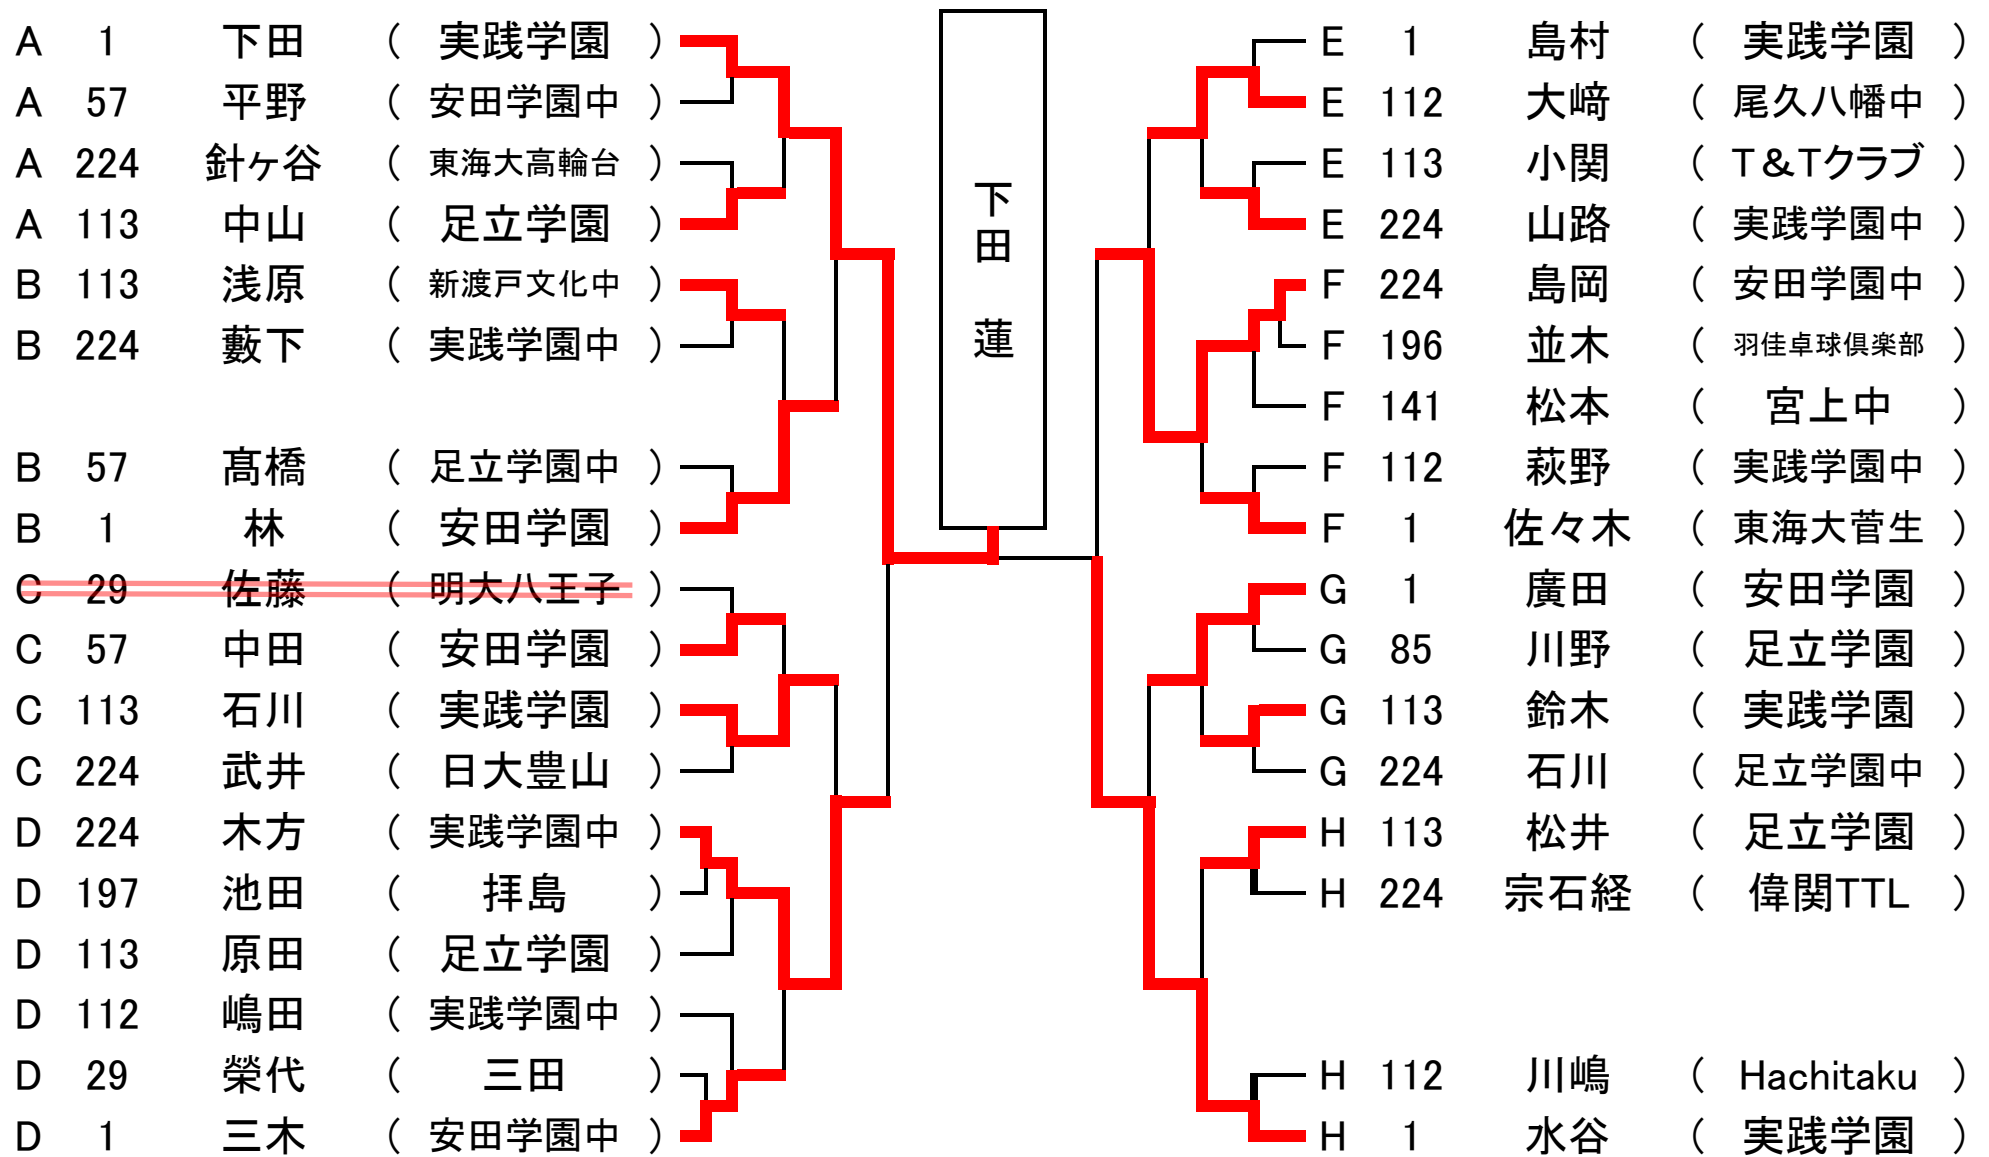 A 1 下田 ( 実践学園 )
A 57 平野 ( 安田学園中 )
A 224 針ヶ谷 ( 東海大高輪台 )
A 113 中山 ( 足立学園 )
B 113 浅原 ( 新渡戸文化中 )
B 224 藪下 ( 実践学園中 )
B 57 髙橋 ( 足立学園中 )
B 1 林 ( 安田学園 )
C 29 佐藤 ( 明大八王子 )
C 57 中田 ( 安田学園 )
C 113 石川 ( 実践学園 )
C 224 武井 ( 日大豊山 )
D 224 木方 ( 実践学園中 )
D 197 池田 ( 拝島 )
D 113 原田 ( 足立学園 )
D 112 嶋田 ( 実践学園中 )
D 29 榮代 ( 三田 )
D 1 三木 ( 安田学園中 )
下田 蓮
E 1 島村 ( 実践学園 )
E 112 大﨑 ( 尾久八幡中 )
E 113 小関 ( T&Tクラブ )
E 224 山路 ( 実践学園中 )
F 224 島岡 ( 安田学園中 )
F 196 並木 ( 羽佳卓球倶楽部 )
F 141 松本 ( 宮上中 )
F 112 萩野 ( 実践学園中 )
F 1 佐々木 ( 東海大菅生 )
G 1 廣田 ( 安田学園 )
G 85 川野 ( 足立学園 )
G 113 鈴木 ( 実践学園 )
G 224 石川 ( 足立学園中 )
H 113 松井 ( 足立学園 )
H 224 宗石経 ( 偉関TTL )
H 112 川嶋 ( Hachitaku )
H 1 水谷 ( 実践学園 )